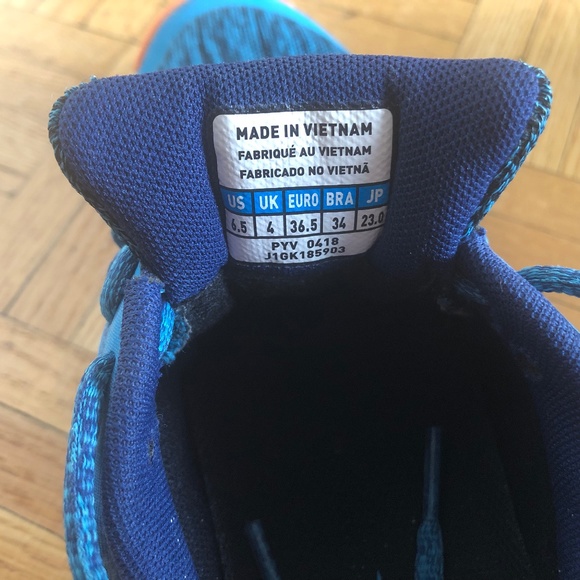 MADE IN VIETNAM
FABRIQUÉ AU VIETNAM
FABRICADO NO VIETNÃ
US UK EURO BRA JP
6.5 4 36.5 34 23.0
PYV 0418
J1GK185903